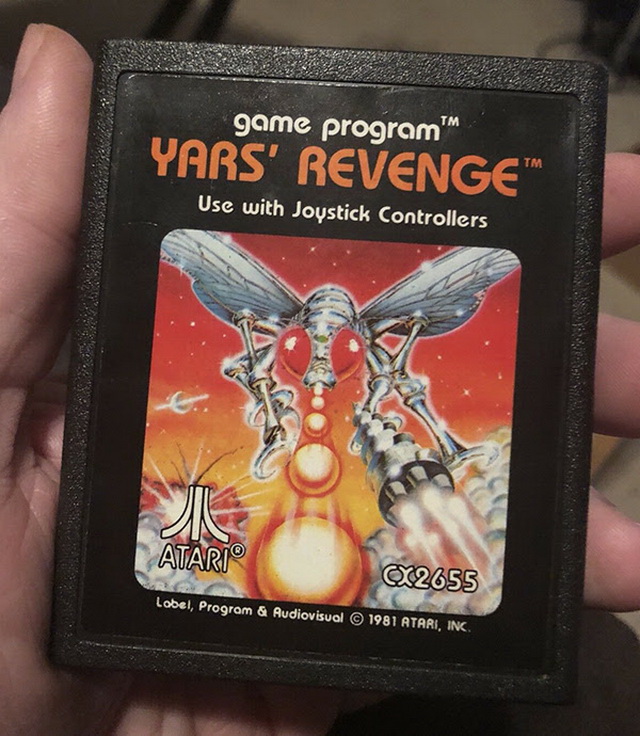 game program™
YARS' REVENGE™
Use with Joystick Controllers
ATARI®
CX2655
Label, Program & Audiovisual © 1981 ATARI, INC.